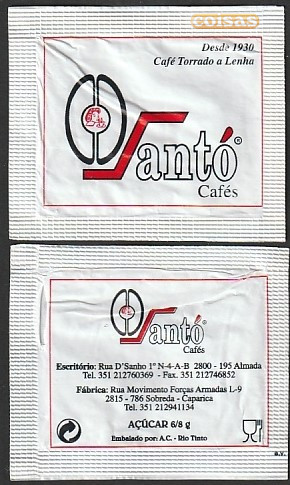 coisas
Desde 1930
Café Torrado a Lenha
Santó®
Cafés
Santó®
Cafés
Escritório: Rua D'Sanho 1º N-4-A-B 2800 - 195 Almada
Tel. 351 212760369 - Fax. 351 212746852
Fábrica: Rua Movimento Forças Armadas L-9
2815 - 786 Sobreda - Caparica
Tel. 351 212941134
AÇÚCAR 6/8 g
Embalado por: A.C. - Rio Tinto
B.V.